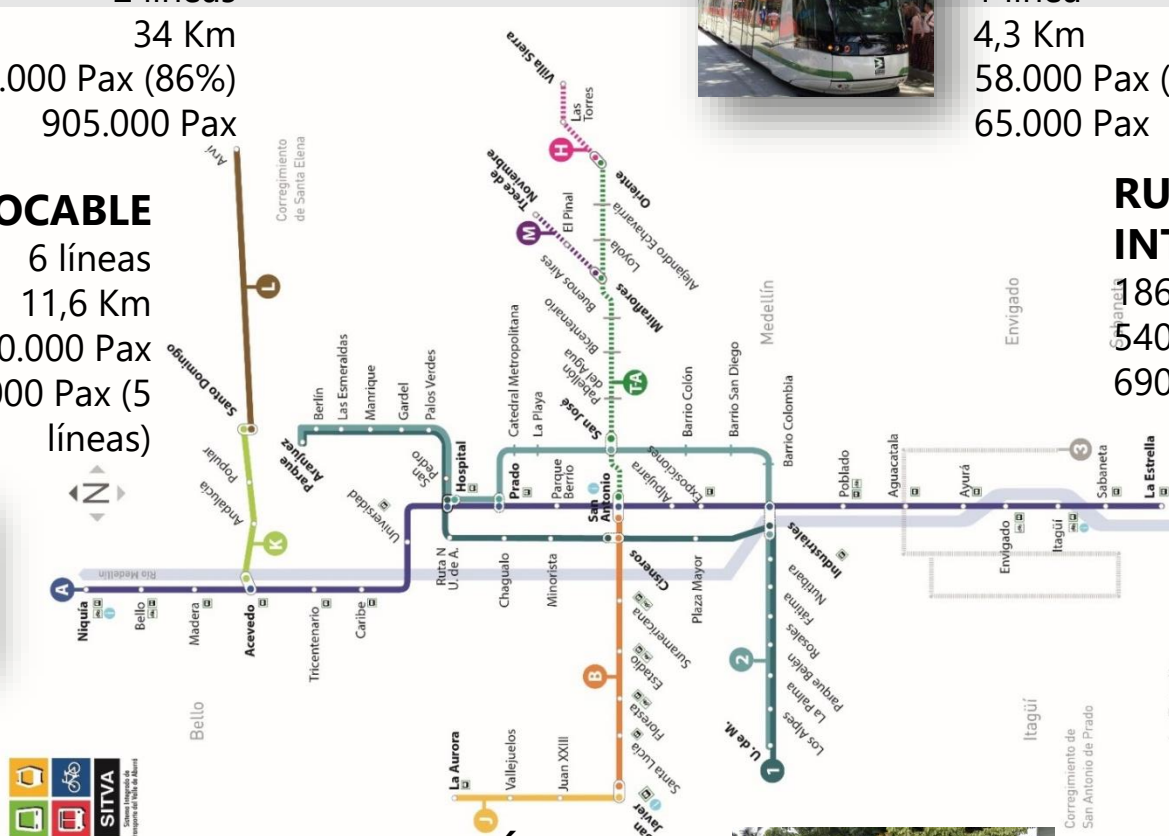 2 líneas
34 Km
.000 Pax (86%)
905.000 Pax
OCABLE
6 líneas
11,6 Km
0.000 Pax
000 Pax (5
líneas)
4,3 Km
58.000 Pax (
65.000 Pax
RU
INT
186
540
690
Villa Sierra
Las
Torres
H
Oriente
Trece de
Noviembre
El Pinal
M
Alejandro Echavarría
Loyola
Miraflores
Buenos Aires
Bicentenario
Pabellón
del Agua
T-A
San José
Arví
Corregimiento
de Santa Elena
L
Santo Domingo
Popular
Andalucía
K
N
Parque
Aranjuez
Berlín
Las Esmeraldas
Manrique
Gardel
Palos Verdes
San
Pedro
Hospital
Universidad
Catedral Metropolitana
La Playa
Prado
Parque
Berrío
San
Antonio
Alpujarra
Exposiciones
Barrio Colón
Barrio San Diego
Barrio Colombia
Medellín
Envigado
Sabaneta
Río Medellín
A
Niquía
Bello
Madera
Acevedo
Tricentenario
Caribe
Ruta N
U. de A.
Chagualo
Minorista
Cisneros
Plaza Mayor
Industriales
Poblado
Aguacatala
Ayurá
Envigado
Itagüí
Sabaneta
La Estrella
3
B
Suramericana
Estadio
Floresta
Santa Lucía
Javier
J
La Aurora
Vallejuelos
Juan XXIII
2
1
U. de M.
Los Alpes
La Palma
Parque Belén
Rosales
Fátima
Nutibara
Bello
Itagüí
Corregimiento de
San Antonio de Prado
SITVA
Sistema Integrado de